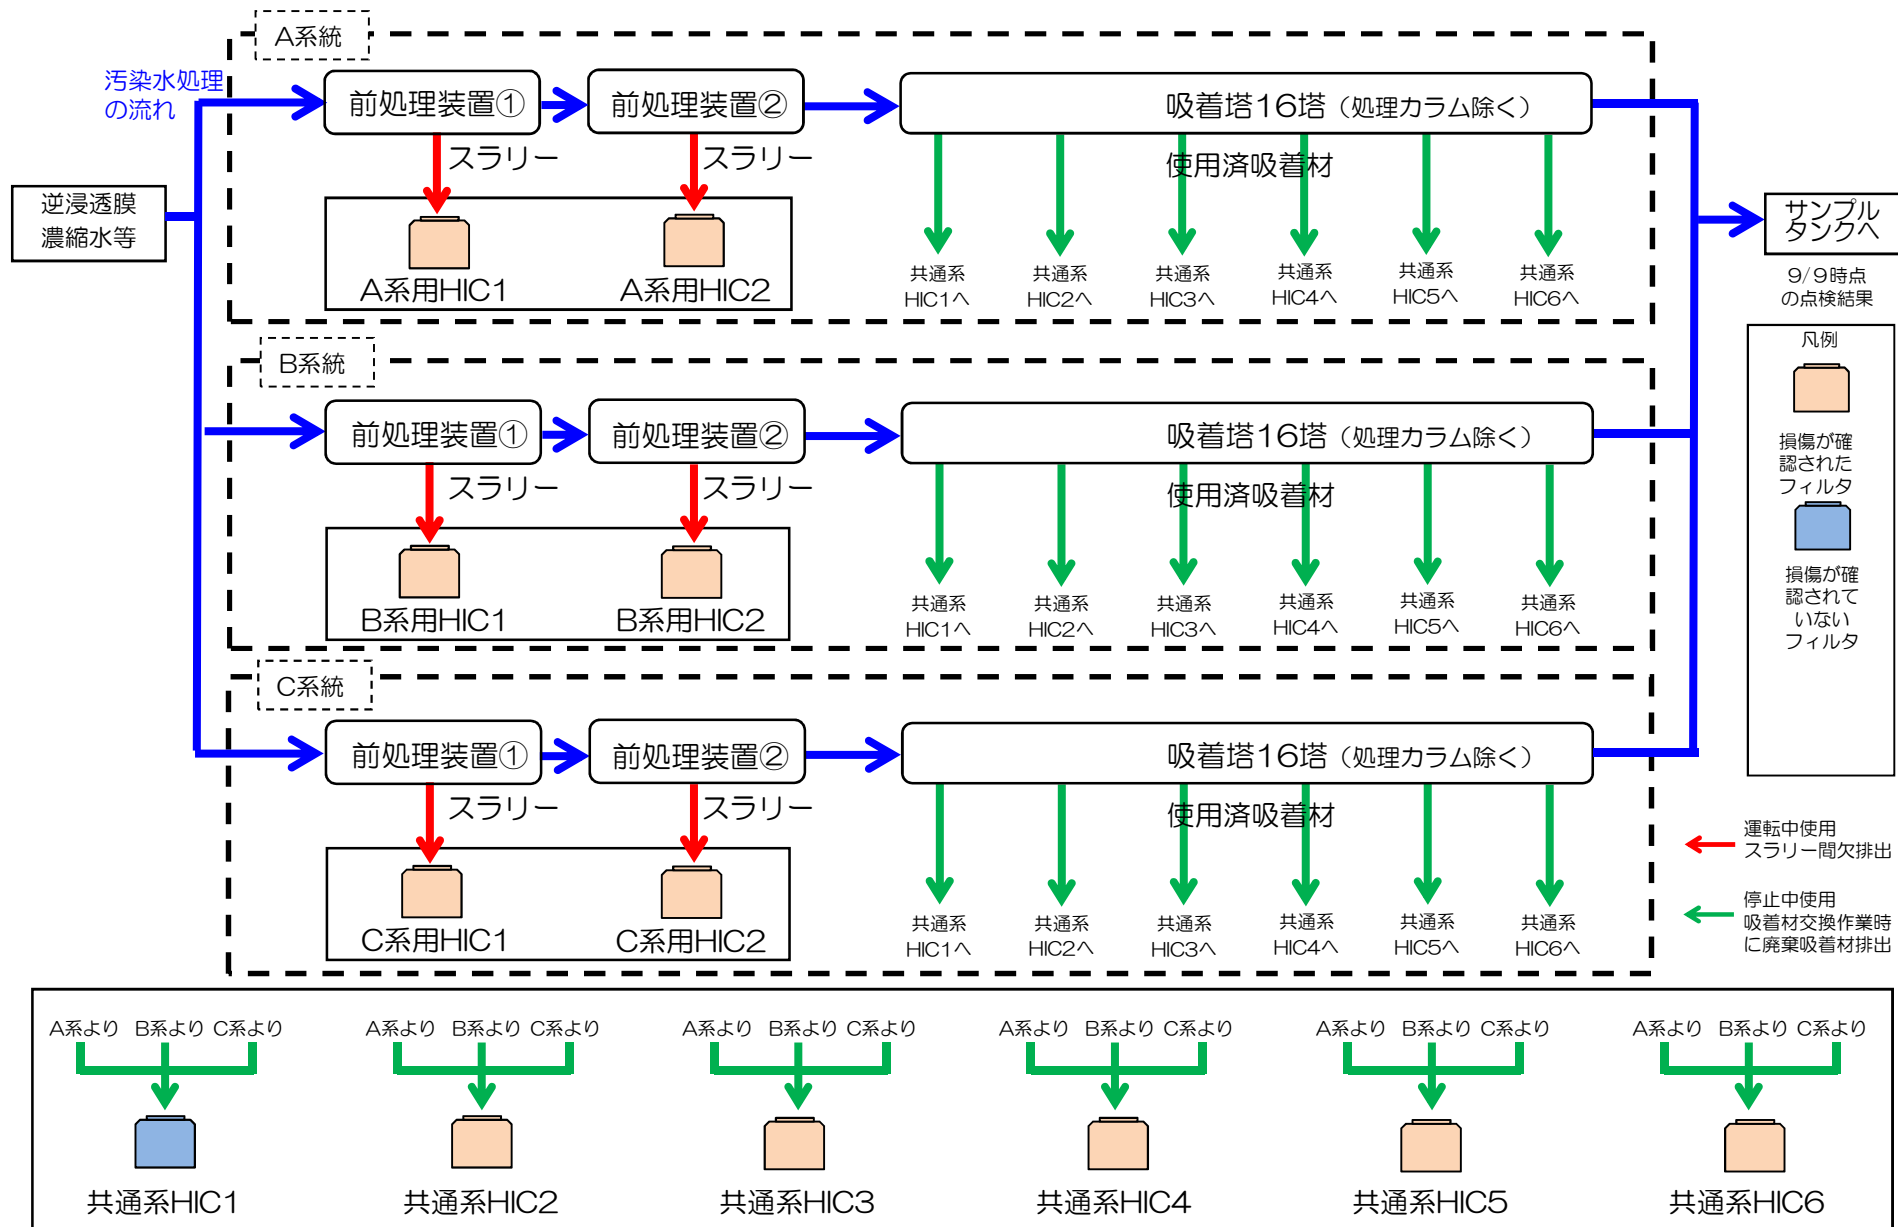 A系統
汚染水処理
の流れ
前処理装置①
前処理装置②
吸着塔16塔（処理カラム除く）
スラリー
スラリー
使用済吸着材
逆浸透膜
濃縮水等
サンプル
タンクへ
A系用HIC1
A系用HIC2
共通系
HIC1へ
共通系
HIC2へ
共通系
HIC3へ
共通系
HIC4へ
共通系
HIC5へ
共通系
HIC6へ
9/9時点
の点検結果
凡例
損傷が確
認された
フィルタ
損傷が確
認されて
いない
フィルタ
B系統
前処理装置①
前処理装置②
吸着塔16塔（処理カラム除く）
スラリー
スラリー
使用済吸着材
B系用HIC1
B系用HIC2
共通系
HIC1へ
共通系
HIC2へ
共通系
HIC3へ
共通系
HIC4へ
共通系
HIC5へ
共通系
HIC6へ
C系統
前処理装置①
前処理装置②
吸着塔16塔（処理カラム除く）
スラリー
スラリー
使用済吸着材
C系用HIC1
C系用HIC2
共通系
HIC1へ
共通系
HIC2へ
共通系
HIC3へ
共通系
HIC4へ
共通系
HIC5へ
共通系
HIC6へ
運転中使用
スラリー間欠排出
停止中使用
吸着材交換作業時
に廃棄吸着材排出
A系より B系より C系より
A系より B系より C系より
A系より B系より C系より
A系より B系より C系より
A系より B系より C系より
A系より B系より C系より
共通系HIC1
共通系HIC2
共通系HIC3
共通系HIC4
共通系HIC5
共通系HIC6